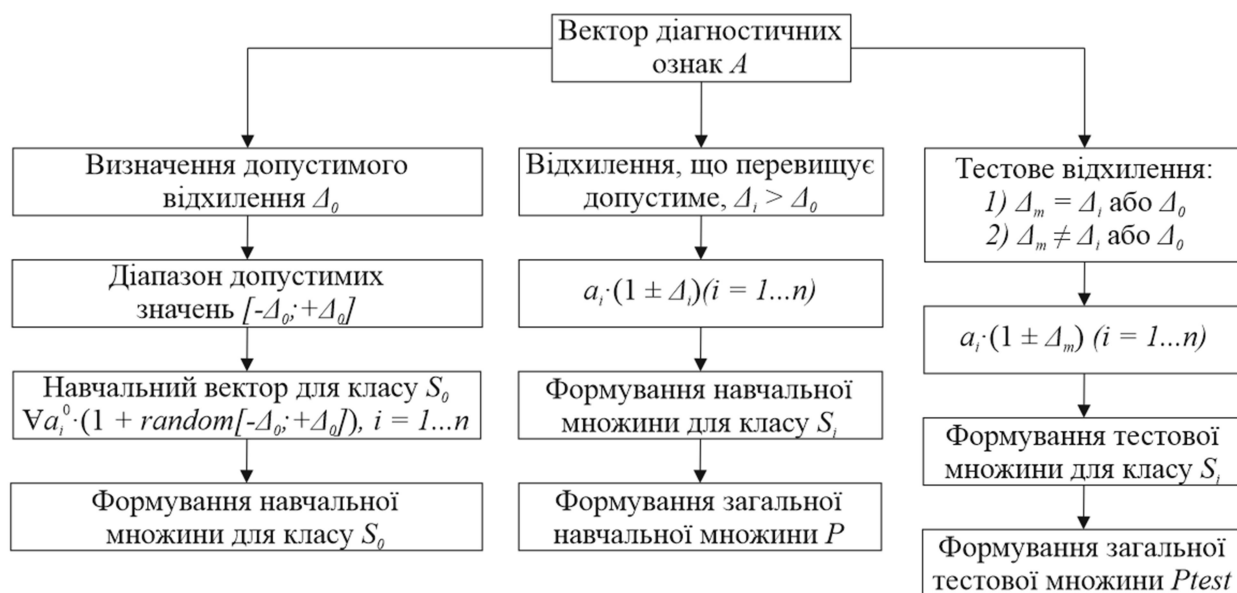 Вектор діагностичних
ознак A
Визначення допустимого
відхилення Δ₀
Діапазон допустимих
значень [-Δ₀;+Δ₀]
Навчальний вектор для класу S₀
∀aᵢ⁰·(1 + random[-Δ₀;+Δ₀]), i = 1...n
Формування навчальної
множини для класу S₀
Відхилення, що перевищує
допустиме, Δᵢ > Δ₀
aᵢ·(1 ± Δᵢ)(i = 1...n)
Формування навчальної
множини для класу Sᵢ
Формування загальної
навчальної множини P
Тестове відхилення:
1) Δₘ = Δᵢ або Δ₀
2) Δₘ ≠ Δᵢ або Δ₀
aᵢ·(1 ± Δₘ) (i = 1...n)
Формування тестової
множини для класу Sᵢ
Формування загальної
тестової множини Ptest